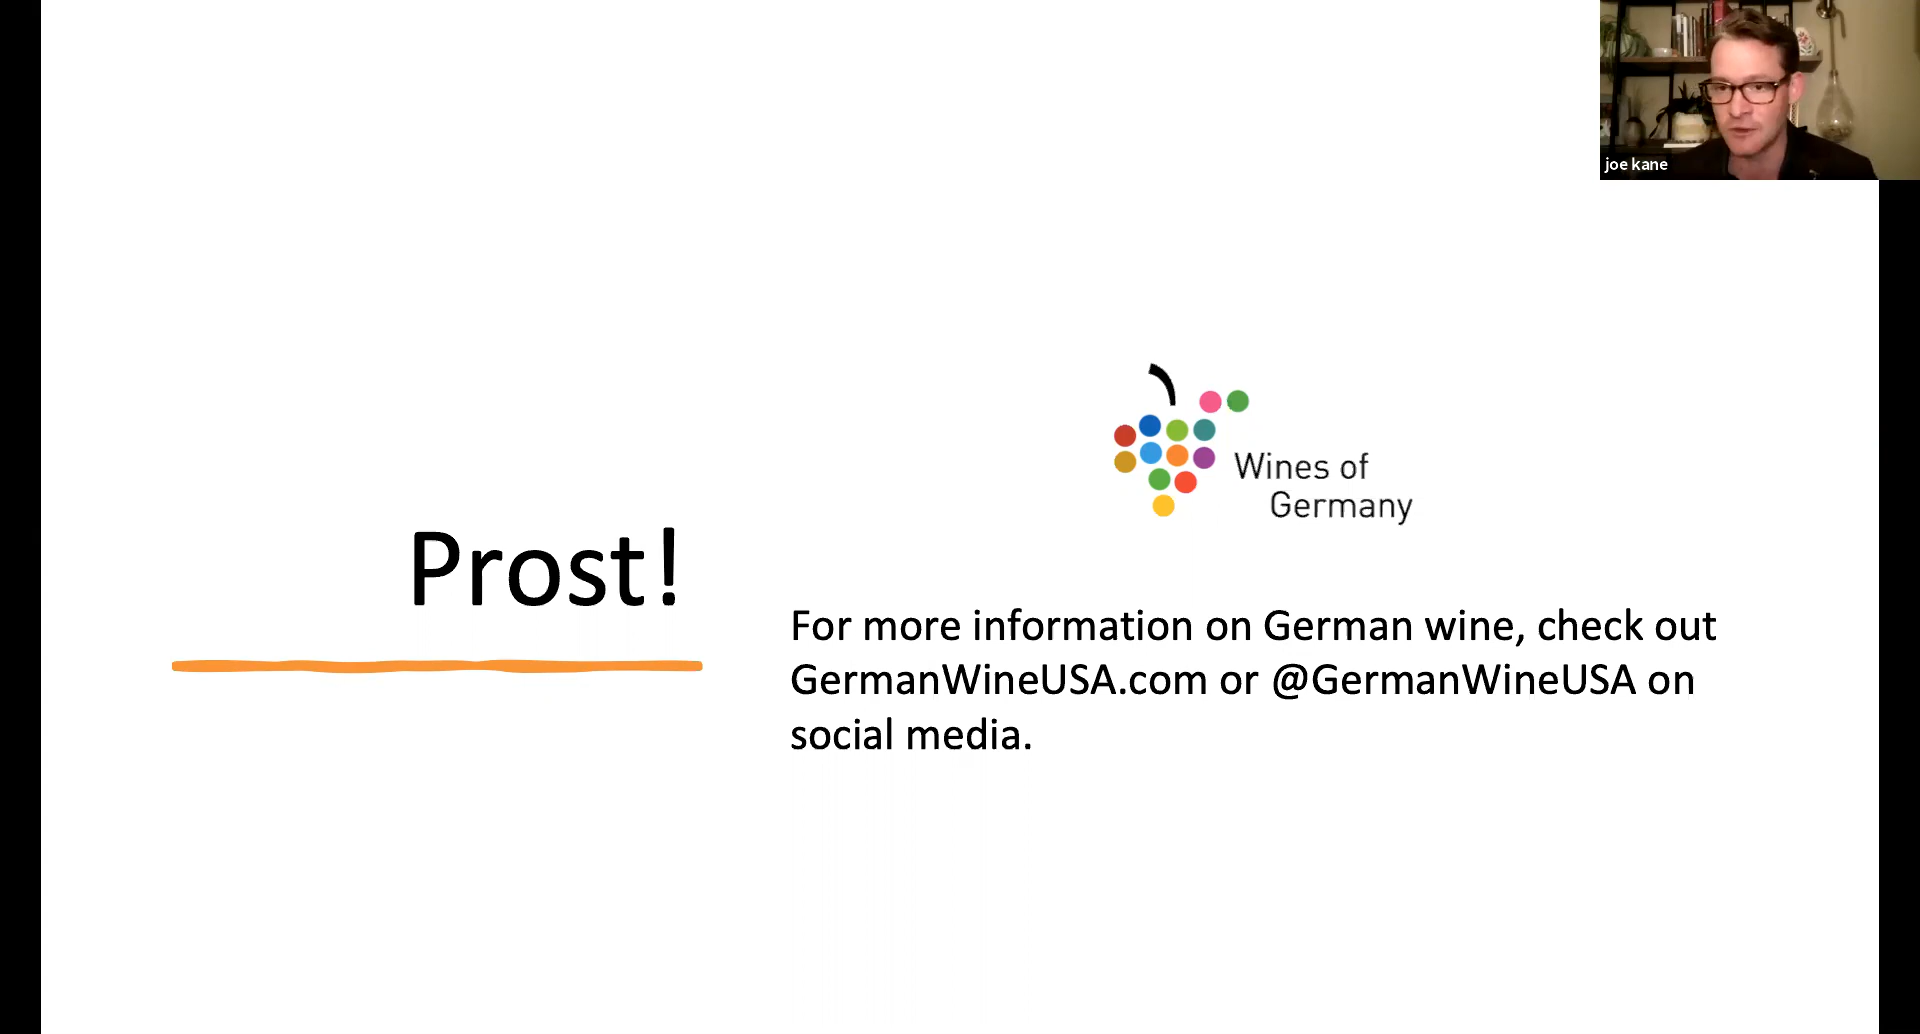 joe kane
Wines of
Germany
Prost!
For more information on German wine, check out
GermanWineUSA.com or @GermanWineUSA on
social media.